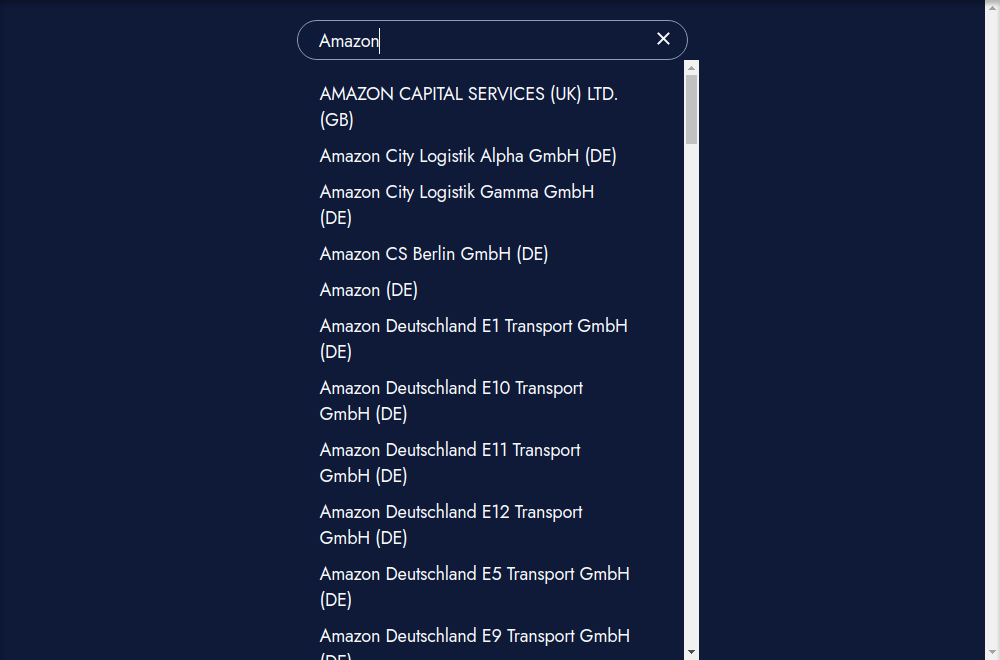 Amazon
AMAZON CAPITAL SERVICES (UK) LTD.
(GB)
Amazon City Logistik Alpha GmbH (DE)
Amazon City Logistik Gamma GmbH
(DE)
Amazon CS Berlin GmbH (DE)
Amazon (DE)
Amazon Deutschland E1 Transport GmbH
(DE)
Amazon Deutschland E10 Transport
GmbH (DE)
Amazon Deutschland E11 Transport
GmbH (DE)
Amazon Deutschland E12 Transport
GmbH (DE)
Amazon Deutschland E5 Transport GmbH
(DE)
Amazon Deutschland E9 Transport GmbH
(DE)